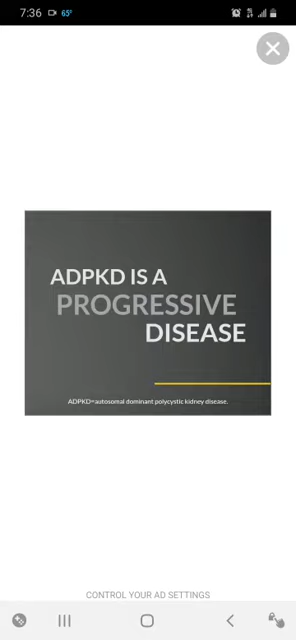 7:36 65°
ADPKD IS A
PROGRESSIVE
DISEASE
ADPKD=autosomal dominant polycystic kidney disease.
CONTROL YOUR AD SETTINGS